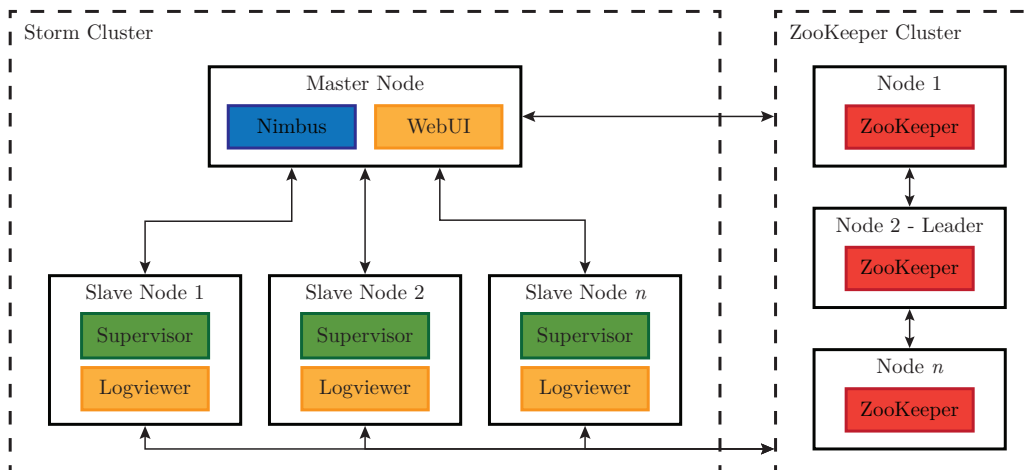 Storm Cluster
Master Node
Nimbus
WebUI
Slave Node 1
Supervisor
Logviewer
Slave Node 2
Supervisor
Logviewer
Slave Node n
Supervisor
Logviewer
ZooKeeper Cluster
Node 1
ZooKeeper
Node 2 - Leader
ZooKeeper
Node n
ZooKeeper